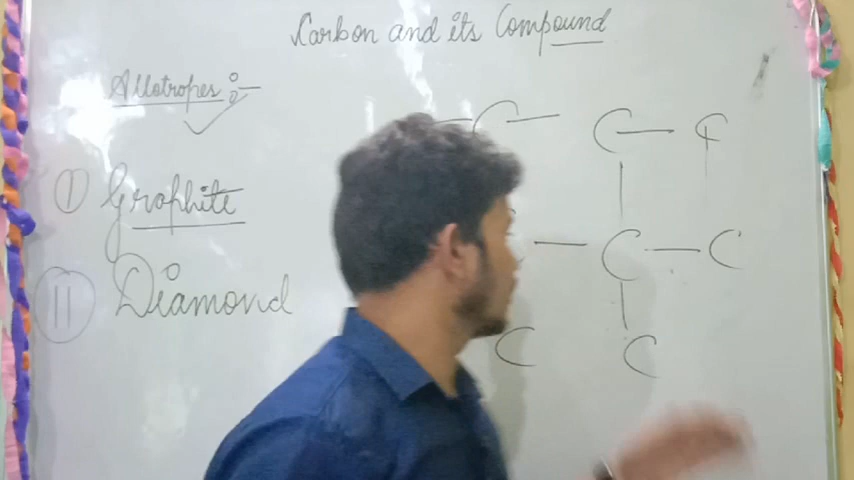 Carbon and its Compound
Allotropes :-
I Graphite
II Diamond
— C — C — C
— C — C
C C